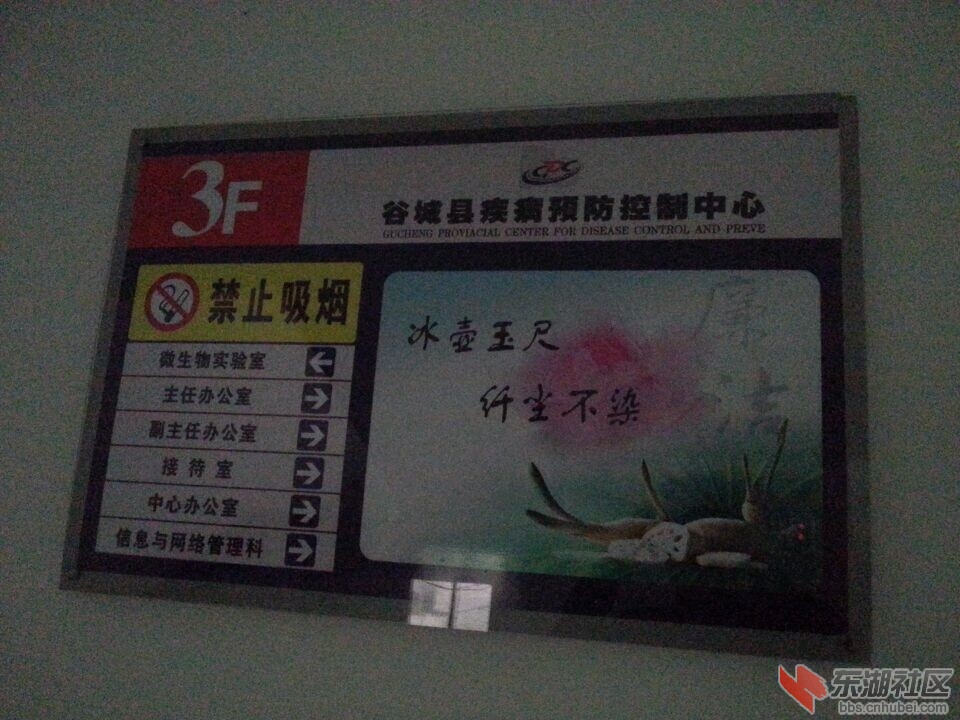 3F
CDC
谷城县疾病预防控制中心
GUCHENG PROVIACIAL CENTER FOR DISEASE CONTROL AND PREVE
禁止吸烟
微生物实验室
主任办公室
副主任办公室
接待室
中心办公室
信息与网络管理科
廉洁
冰壶玉尺
纤尘不染
东湖社区
bbs.cnhubei.com